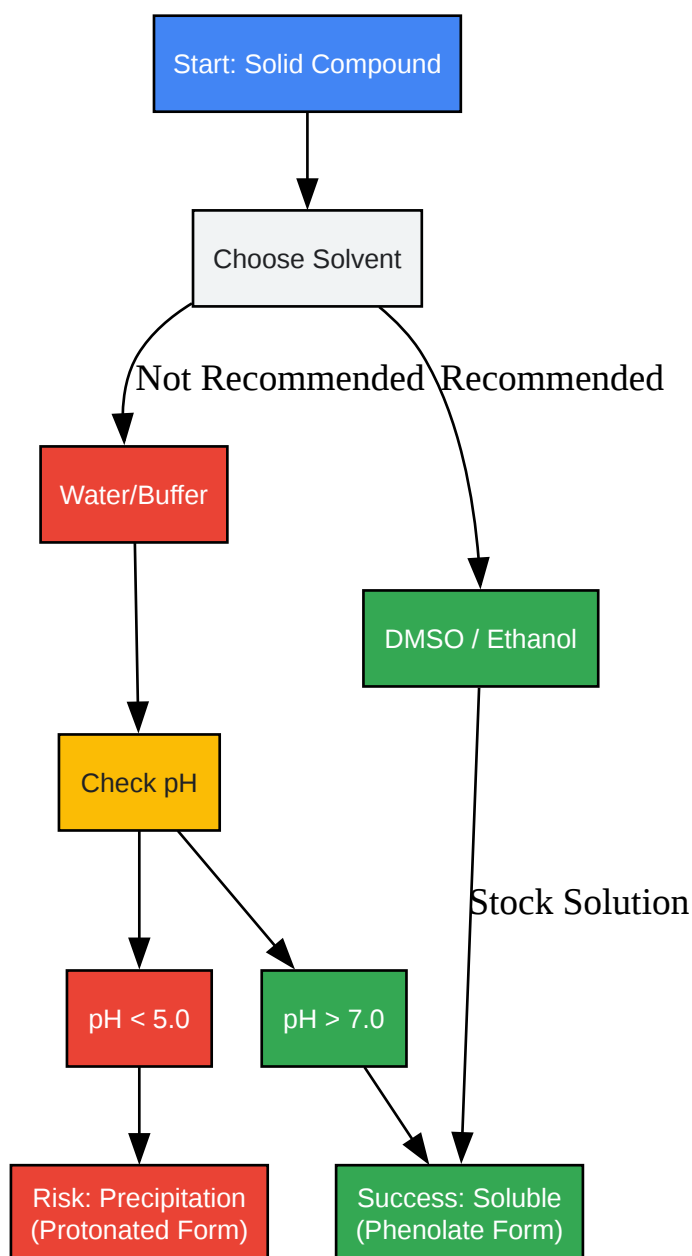 Start: Solid Compound
Choose Solvent
Not Recommended
Recommended
Water/Buffer
DMSO / Ethanol
Check pH
Stock Solution
pH < 5.0
pH > 7.0
Risk: Precipitation
(Protonated Form)
Success: Soluble
(Phenolate Form)